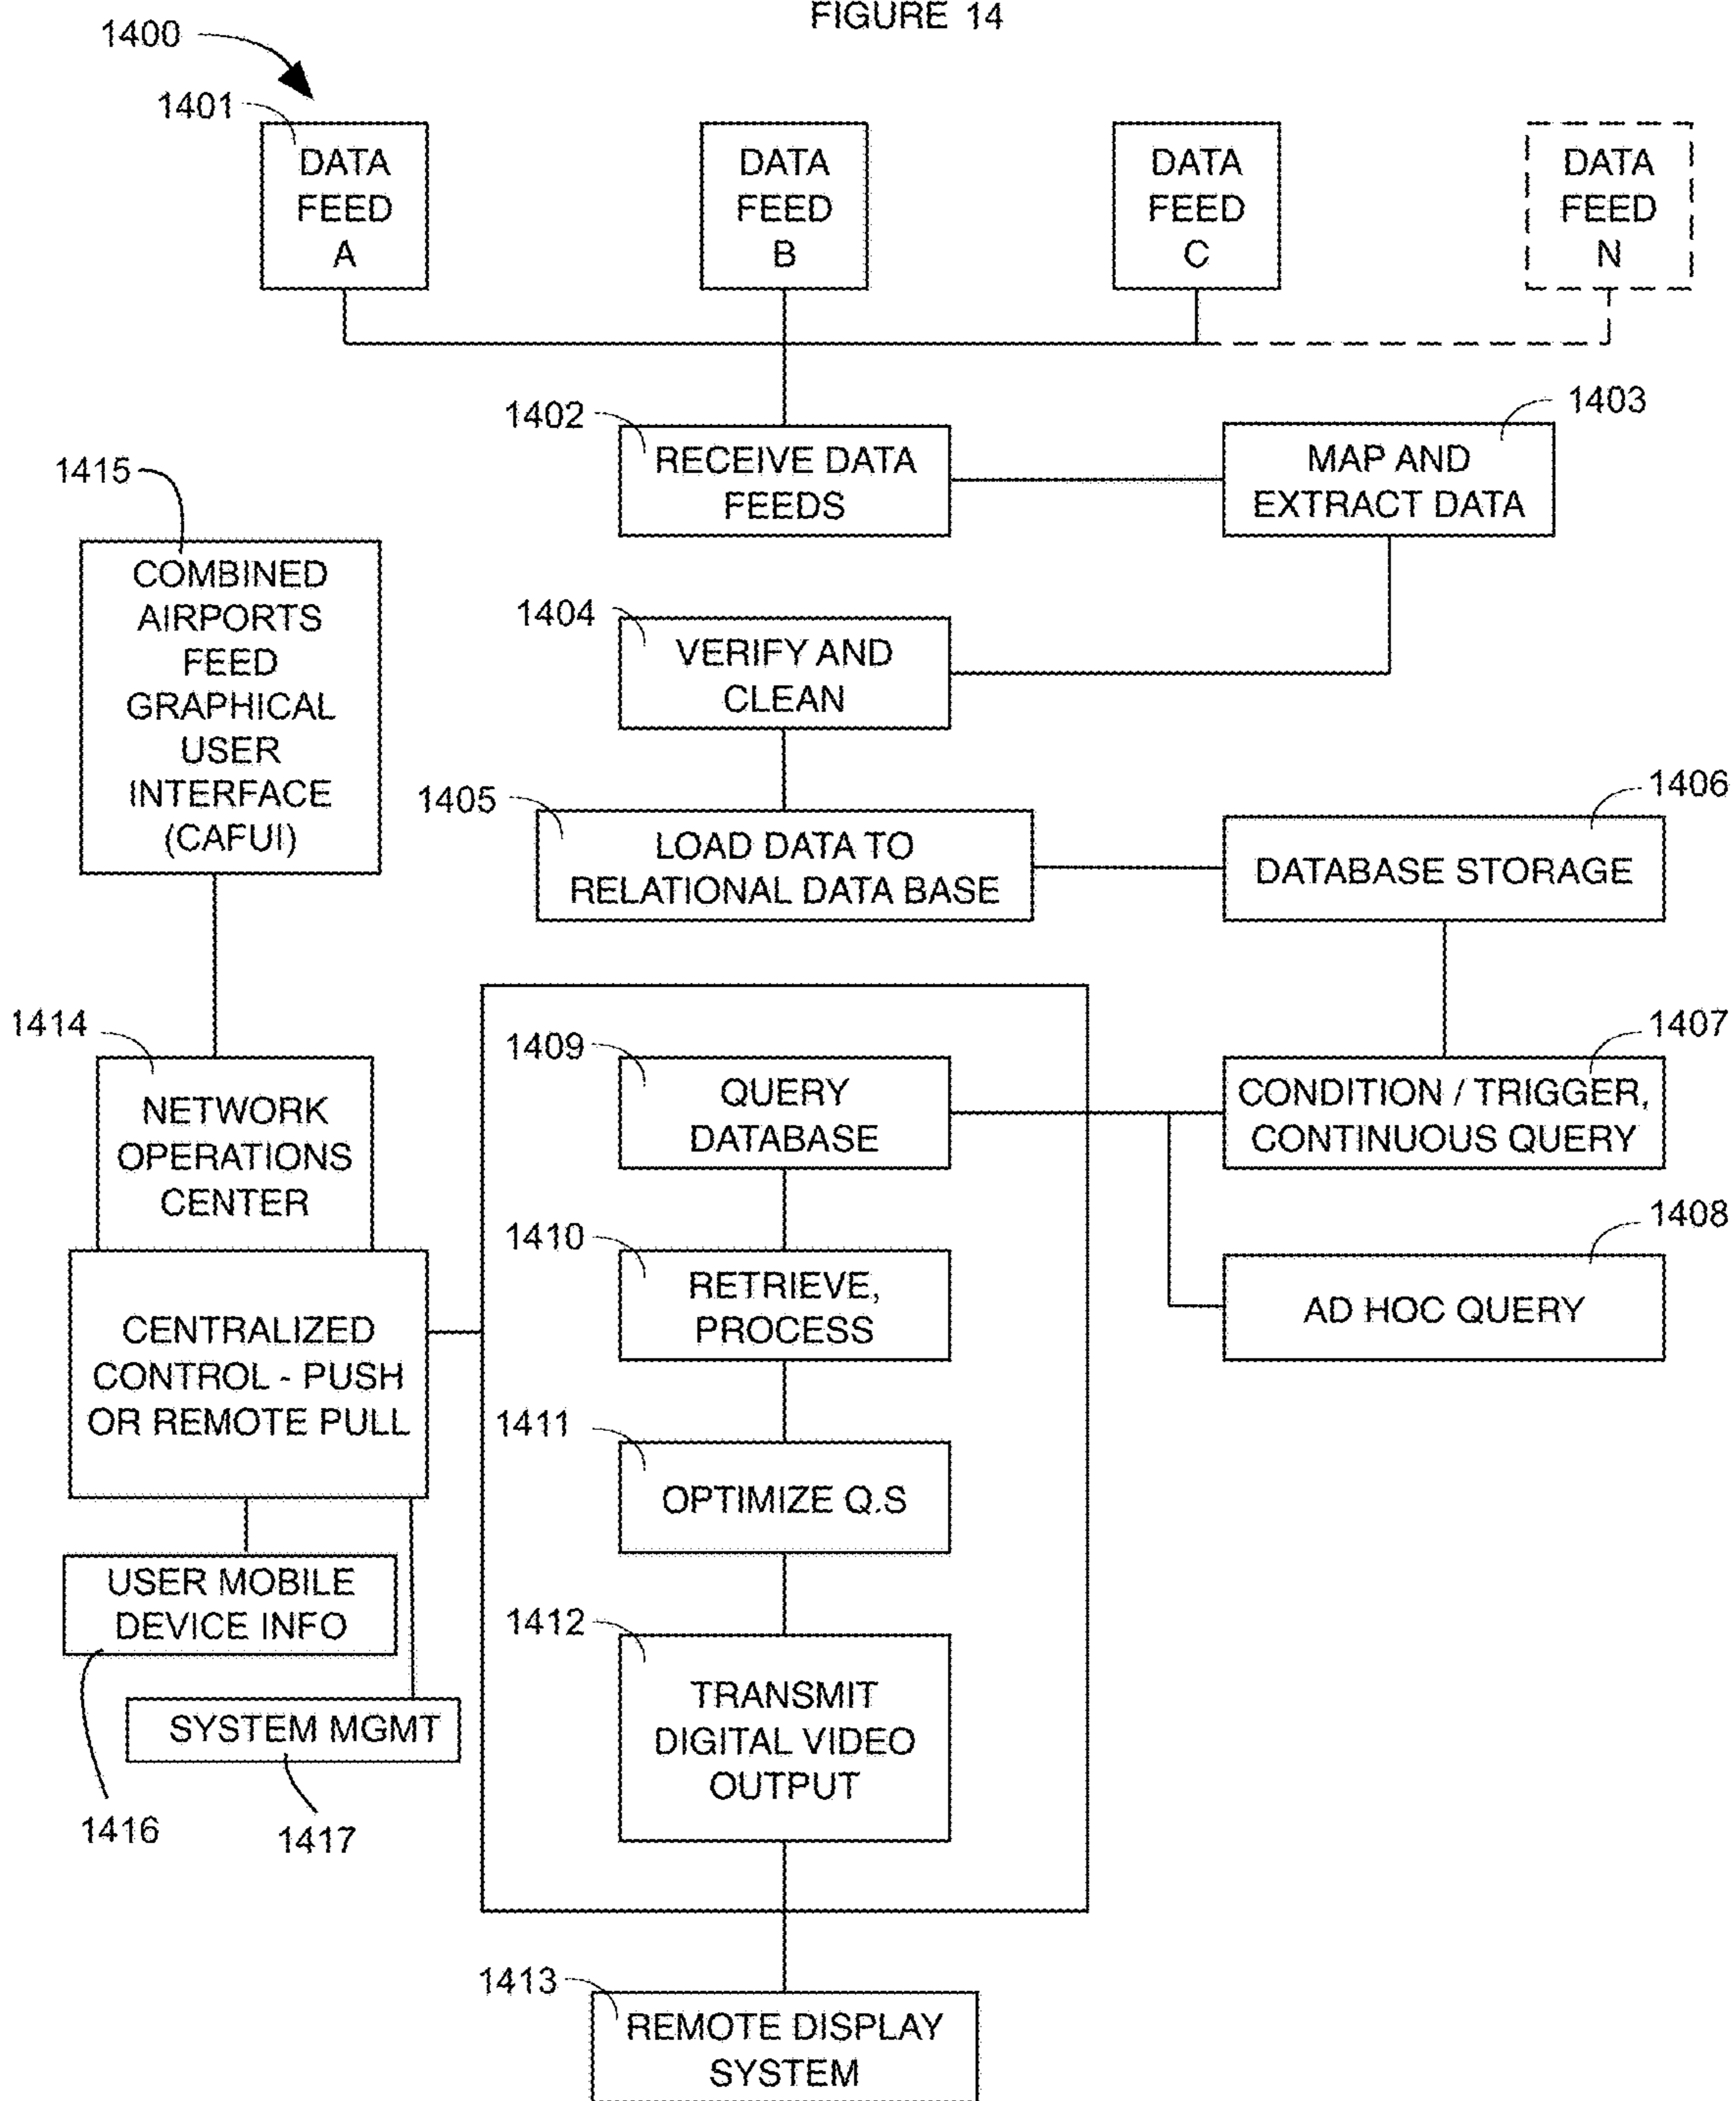 FIGURE 14
1400
1401
DATA
FEED
A
DATA
FEED
B
DATA
FEED
C
DATA
FEED
N
1402
RECEIVE DATA
FEEDS
1403
MAP AND
EXTRACT DATA
1415
COMBINED
AIRPORTS
FEED
GRAPHICAL
USER
INTERFACE
(CAFUI)
1404
VERIFY AND
CLEAN
1405
LOAD DATA TO
RELATIONAL DATA BASE
1406
DATABASE STORAGE
1414
NETWORK
OPERATIONS
CENTER
1409
QUERY
DATABASE
1407
CONDITION / TRIGGER,
CONTINUOUS QUERY
1410
RETRIEVE,
PROCESS
1408
AD HOC QUERY
CENTRALIZED
CONTROL - PUSH
OR REMOTE PULL
1411
OPTIMIZE Q.S
USER MOBILE
DEVICE INFO
1416
SYSTEM MGMT
1417
1412
TRANSMIT
DIGITAL VIDEO
OUTPUT
1413
REMOTE DISPLAY
SYSTEM